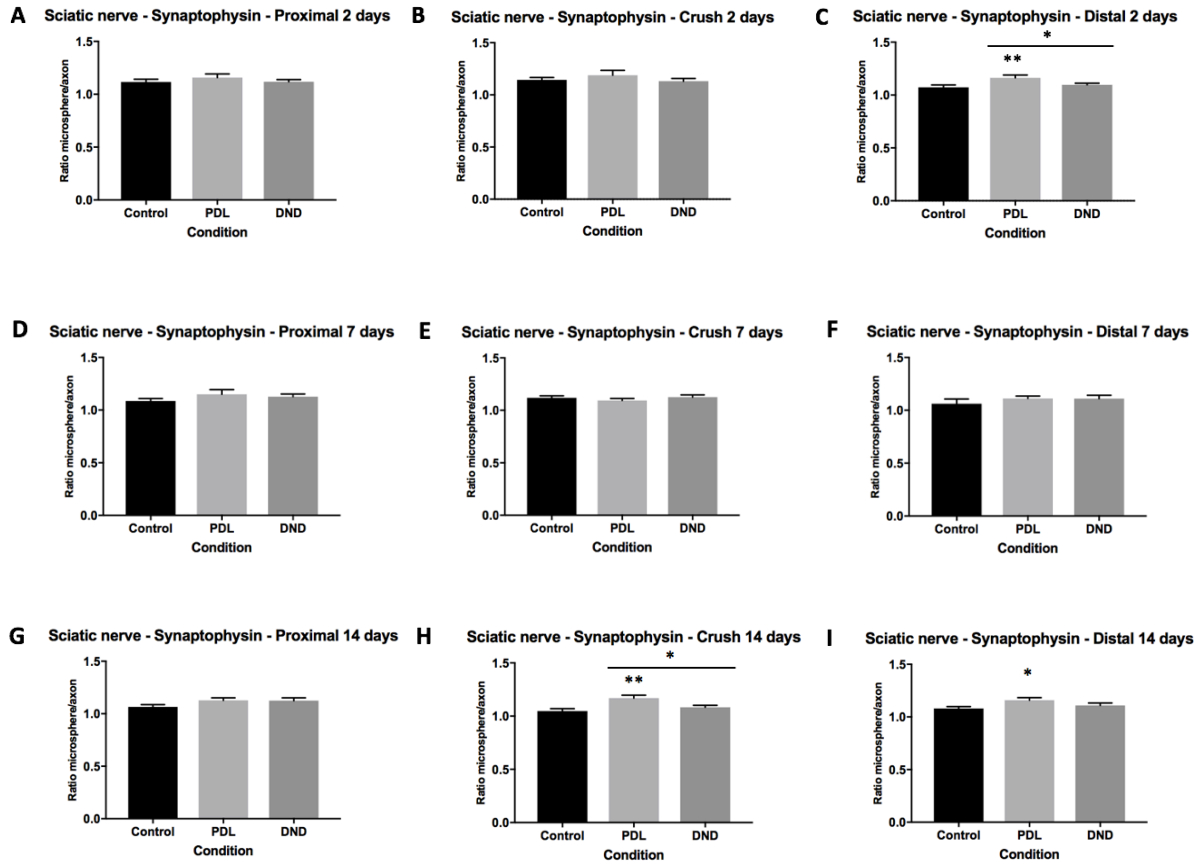 A Sciatic nerve - Synaptophysin - Proximal 2 days
Ratio microsphere/axon
1.5
1.0
0.5
0.0
Control PDL DND
Condition
B Sciatic nerve - Synaptophysin - Crush 2 days
Ratio microsphere/axon
1.5
1.0
0.5
0.0
Control PDL DND
Condition
C Sciatic nerve - Synaptophysin - Distal 2 days
*
**
Ratio microsphere/axon
1.5
1.0
0.5
0.0
Control PDL DND
Condition
D Sciatic nerve - Synaptophysin - Proximal 7 days
Ratio microsphere/axon
1.5
1.0
0.5
0.0
Control PDL DND
Condition
E Sciatic nerve - Synaptophysin - Crush 7 days
Ratio microsphere/axon
1.5
1.0
0.5
0.0
Control PDL DND
Condition
F Sciatic nerve - Synaptophysin - Distal 7 days
Ratio microsphere/axon
1.5
1.0
0.5
0.0
Control PDL DND
Condition
G Sciatic nerve - Synaptophysin - Proximal 14 days
Ratio microsphere/axon
1.5
1.0
0.5
0.0
Control PDL DND
Condition
H Sciatic nerve - Synaptophysin - Crush 14 days
*
**
Ratio microsphere/axon
1.5
1.0
0.5
0.0
Control PDL DND
Condition
I Sciatic nerve - Synaptophysin - Distal 14 days
*
Ratio microsphere/axon
1.5
1.0
0.5
0.0
Control PDL DND
Condition